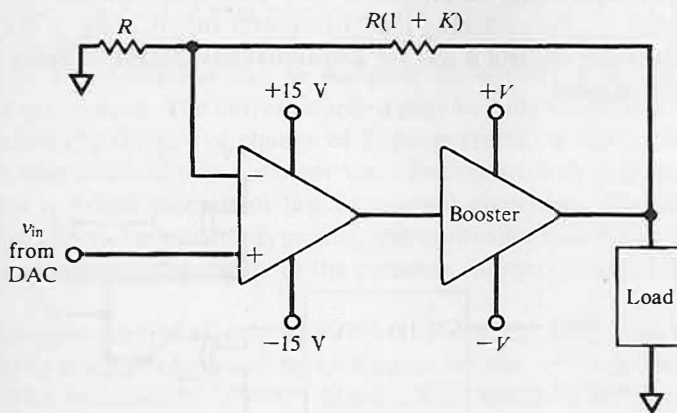 R
R(1 + K)
+15 V
+V
−
Booster
v_in
from
DAC
+
Load
−15 V
−V